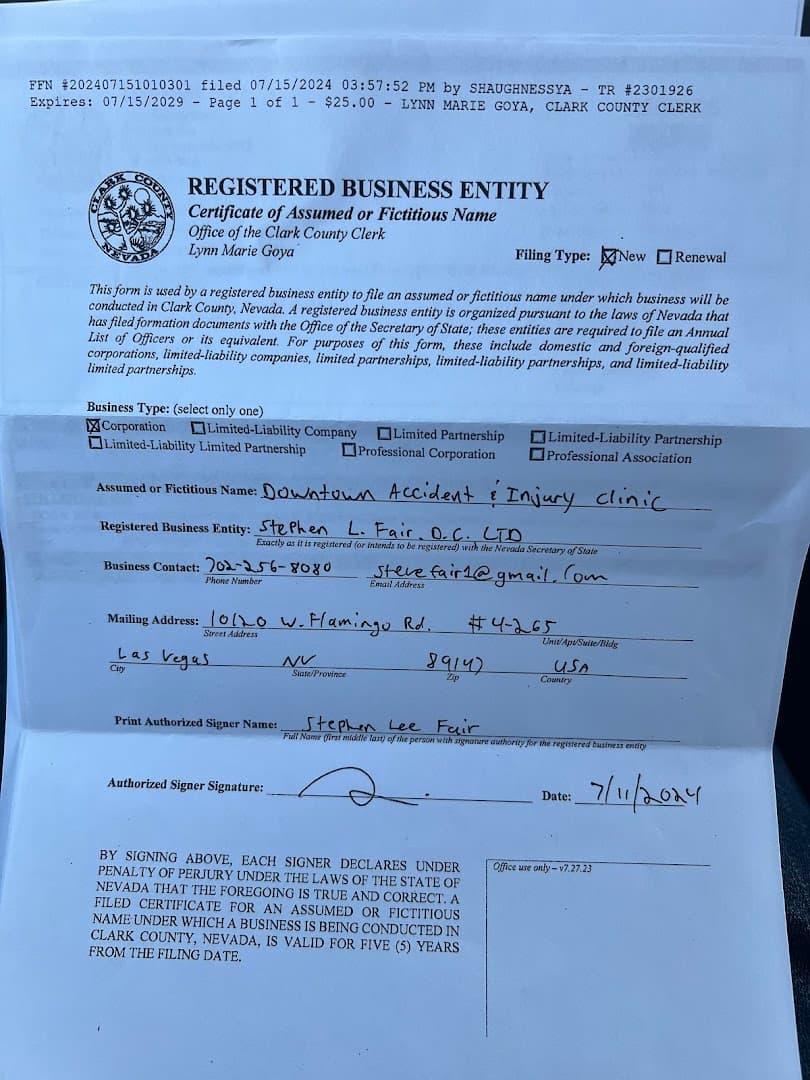 FFN #202407151010301 filed 07/15/2024 03:57:52 PM by SHAUGHNESSYA - TR #2301926
Expires: 07/15/2029 - Page 1 of 1 - $25.00 - LYNN MARIE GOYA, CLARK COUNTY CLERK
CLARK COUNTY
NEVADA
REGISTERED BUSINESS ENTITY
Certificate of Assumed or Fictitious Name
Office of the Clark County Clerk
Lynn Marie Goya
Filing Type: ☒New ☐Renewal
This form is used by a registered business entity to file an assumed or fictitious name under which business will be
conducted in Clark County, Nevada. A registered business entity is organized pursuant to the laws of Nevada that
has filed formation documents with the Office of the Secretary of State; these entities are required to file an Annual
List of Officers or its equivalent. For purposes of this form, these include domestic and foreign-qualified
corporations, limited-liability companies, limited partnerships, limited-liability partnerships, and limited-liability
limited partnerships.
Business Type: (select only one)
☒Corporation ☐Limited-Liability Company ☐Limited Partnership ☐Limited-Liability Partnership
☐Limited-Liability Limited Partnership ☐Professional Corporation ☐Professional Association
Assumed or Fictitious Name: Downtown Accident & Injury clinic
Registered Business Entity: Stephen L. Fair, D.C. LTD
Exactly as it is registered (or intends to be registered) with the Nevada Secretary of State
Business Contact: 702-256-8080 stevefair1@gmail.com
Phone Number Email Address
Mailing Address: 10120 W. Flamingo Rd. #4-265
Street Address Unit/Apt/Suite/Bldg
Las Vegas NV 89147 USA
City State/Province Zip Country
Print Authorized Signer Name: Stephen Lee Fair
Full Name (first middle last) of the person with signature authority for the registered business entity
Authorized Signer Signature: Date: 7/11/2024
BY SIGNING ABOVE, EACH SIGNER DECLARES UNDER
PENALTY OF PERJURY UNDER THE LAWS OF THE STATE OF
NEVADA THAT THE FOREGOING IS TRUE AND CORRECT. A
FILED CERTIFICATE FOR AN ASSUMED OR FICTITIOUS
NAME UNDER WHICH A BUSINESS IS BEING CONDUCTED IN
CLARK COUNTY, NEVADA, IS VALID FOR FIVE (5) YEARS
FROM THE FILING DATE.
Office use only – v7.27.23